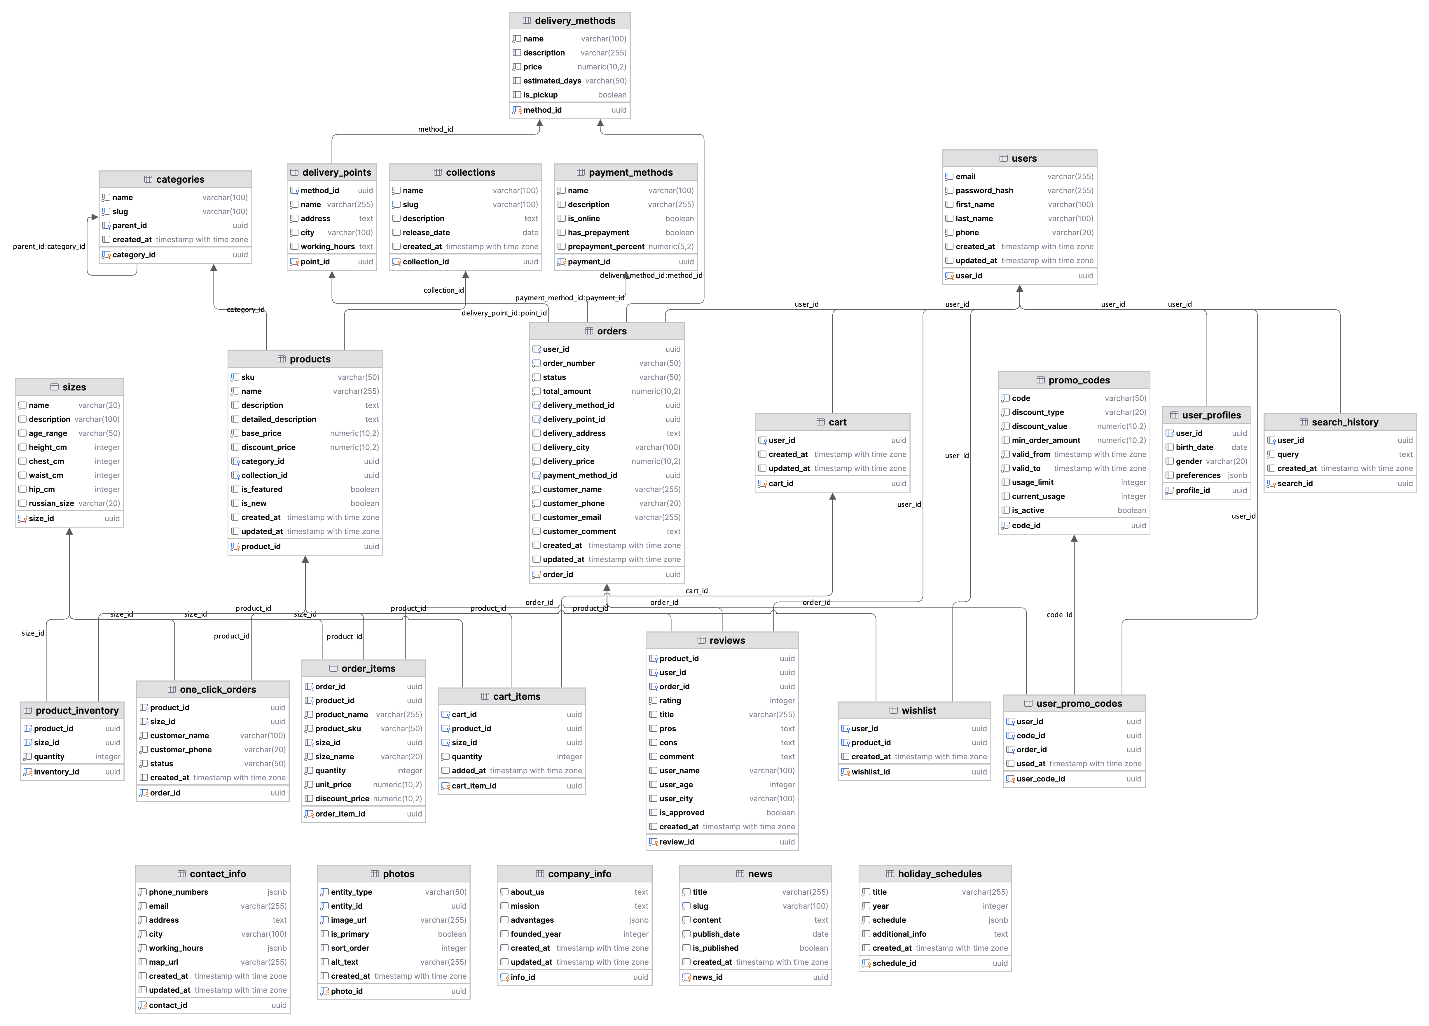 delivery_methods
name varchar(100)
description varchar(255)
price numeric(10,2)
estimated_days varchar(50)
is_pickup boolean
method_id uuid
method_id
categories
name varchar(100)
slug varchar(100)
parent_id uuid
created_at timestamp with time zone
category_id uuid
parent_id:category_id
delivery_points
method_id uuid
name varchar(255)
address text
city varchar(100)
working_hours text
point_id uuid
collections
name varchar(100)
slug varchar(100)
description text
release_date date
created_at timestamp with time zone
collection_id uuid
payment_methods
name varchar(100)
description varchar(255)
is_online boolean
has_prepayment boolean
prepayment_percent numeric(5,2)
payment_id uuid
users
email varchar(255)
password_hash varchar(255)
first_name varchar(100)
last_name varchar(100)
phone varchar(20)
created_at timestamp with time zone
updated_at timestamp with time zone
user_id uuid
delivery_method_id:method_id
collection_id
payment_method_id:payment_id
category_id
delivery_point_id:point_id
user_id
user_id
user_id
user_id
sizes
name varchar(20)
description varchar(100)
age_range varchar(50)
height_cm integer
chest_cm integer
waist_cm integer
hip_cm integer
russian_size varchar(20)
size_id uuid
products
sku varchar(50)
name varchar(255)
description text
detailed_description text
base_price numeric(10,2)
discount_price numeric(10,2)
category_id uuid
collection_id uuid
is_featured boolean
is_new boolean
created_at timestamp with time zone
updated_at timestamp with time zone
product_id uuid
orders
user_id uuid
order_number varchar(50)
status varchar(50)
total_amount numeric(10,2)
delivery_method_id uuid
delivery_point_id uuid
delivery_address text
delivery_city varchar(100)
delivery_price numeric(10,2)
payment_method_id uuid
customer_name varchar(255)
customer_phone varchar(20)
customer_email varchar(255)
customer_comment text
created_at timestamp with time zone
updated_at timestamp with time zone
order_id uuid
cart
user_id uuid
created_at timestamp with time zone
updated_at timestamp with time zone
cart_id uuid
promo_codes
code varchar(50)
discount_type varchar(20)
discount_value numeric(10,2)
min_order_amount numeric(10,2)
valid_from timestamp with time zone
valid_to timestamp with time zone
usage_limit integer
current_usage integer
is_active boolean
code_id uuid
user_profiles
user_id uuid
birth_date date
gender varchar(20)
preferences jsonb
profile_id uuid
search_history
user_id uuid
query text
created_at timestamp with time zone
search_id uuid
user_id
user_id
user_id
cart_id
size_id
size_id
product_id
size_id
product_id
product_id
product_id
product_id
order_id
product_id
order_id
order_id
code_id
product_inventory
product_id uuid
size_id uuid
quantity integer
inventory_id uuid
one_click_orders
product_id uuid
size_id uuid
customer_name varchar(100)
customer_phone varchar(20)
status varchar(50)
created_at timestamp with time zone
order_id uuid
order_items
order_id uuid
product_id uuid
product_name varchar(255)
product_sku varchar(50)
size_id uuid
size_name varchar(20)
quantity integer
unit_price numeric(10,2)
discount_price numeric(10,2)
order_item_id uuid
cart_items
cart_id uuid
product_id uuid
size_id uuid
quantity integer
added_at timestamp with time zone
cart_item_id uuid
reviews
product_id uuid
user_id uuid
order_id uuid
rating integer
title varchar(255)
pros text
cons text
comment text
user_name varchar(100)
user_age integer
user_city varchar(100)
is_approved boolean
created_at timestamp with time zone
review_id uuid
wishlist
user_id uuid
product_id uuid
created_at timestamp with time zone
wishlist_id uuid
user_promo_codes
user_id uuid
code_id uuid
order_id uuid
used_at timestamp with time zone
user_code_id uuid
contact_info
phone_numbers jsonb
email varchar(255)
address text
city varchar(100)
working_hours jsonb
map_url varchar(255)
created_at timestamp with time zone
updated_at timestamp with time zone
contact_id uuid
photos
entity_type varchar(50)
entity_id uuid
image_url varchar(255)
is_primary boolean
sort_order integer
alt_text varchar(255)
created_at timestamp with time zone
photo_id uuid
company_info
about_us text
mission text
advantages jsonb
founded_year integer
created_at timestamp with time zone
updated_at timestamp with time zone
info_id uuid
news
title varchar(255)
slug varchar(100)
content text
publish_date date
is_published boolean
created_at timestamp with time zone
news_id uuid
holiday_schedules
title varchar(255)
year integer
schedule jsonb
additional_info text
created_at timestamp with time zone
schedule_id uuid